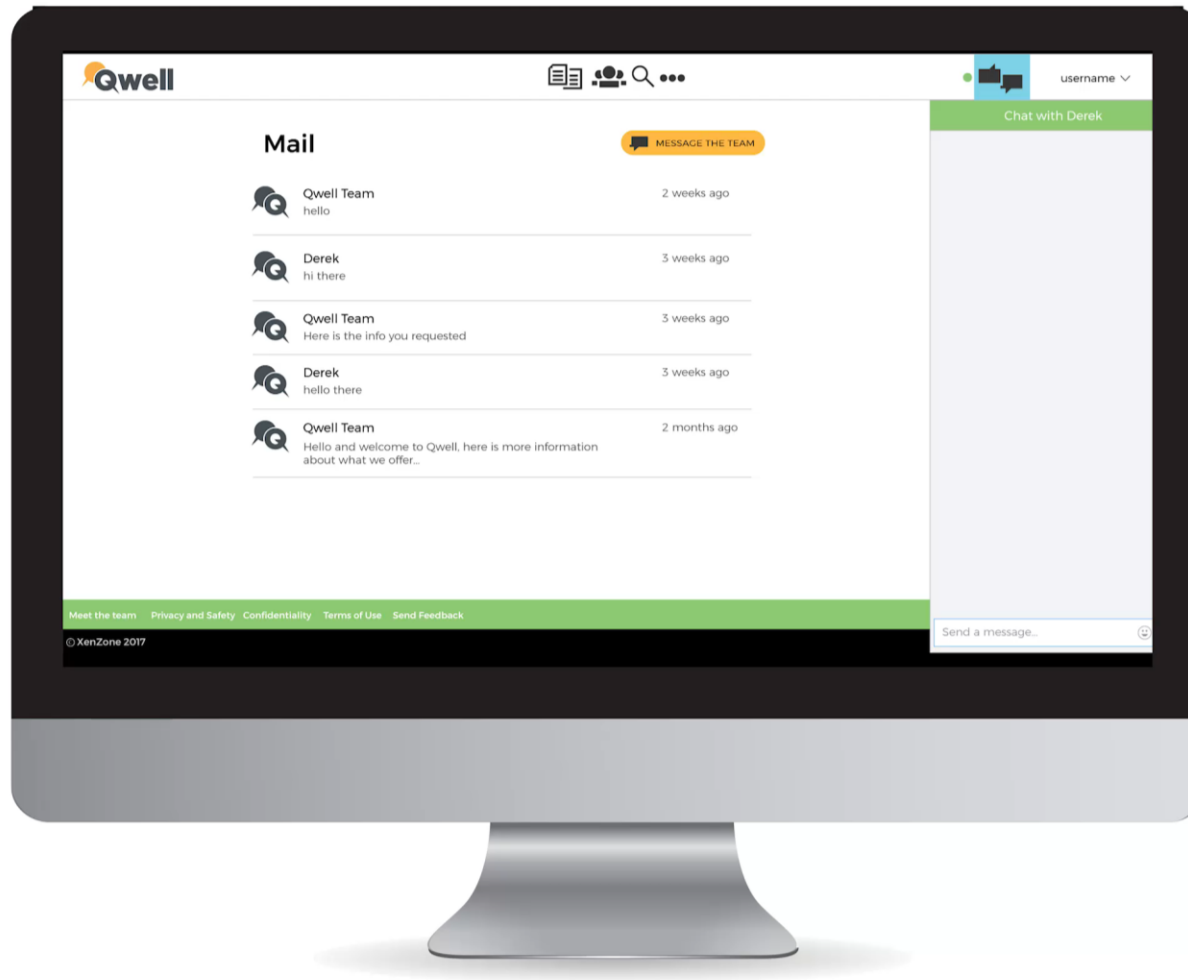 Qwell
username
Chat with Derek
Mail
MESSAGE THE TEAM
Qwell Team
2 weeks ago
hello
Derek
3 weeks ago
hi there
Qwell Team
3 weeks ago
Here is the info you requested
Derek
3 weeks ago
hello there
Qwell Team
2 months ago
Hello and welcome to Qwell, here is more information
about what we offer...
Meet the team Privacy and Safety Confidentiality Terms of Use Send Feedback
© XenZone 2017
Send a message...